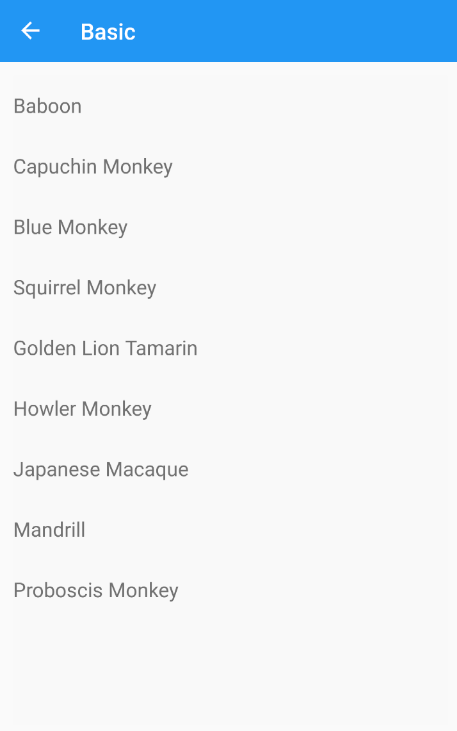 Basic
Baboon
Capuchin Monkey
Blue Monkey
Squirrel Monkey
Golden Lion Tamarin
Howler Monkey
Japanese Macaque
Mandrill
Proboscis Monkey